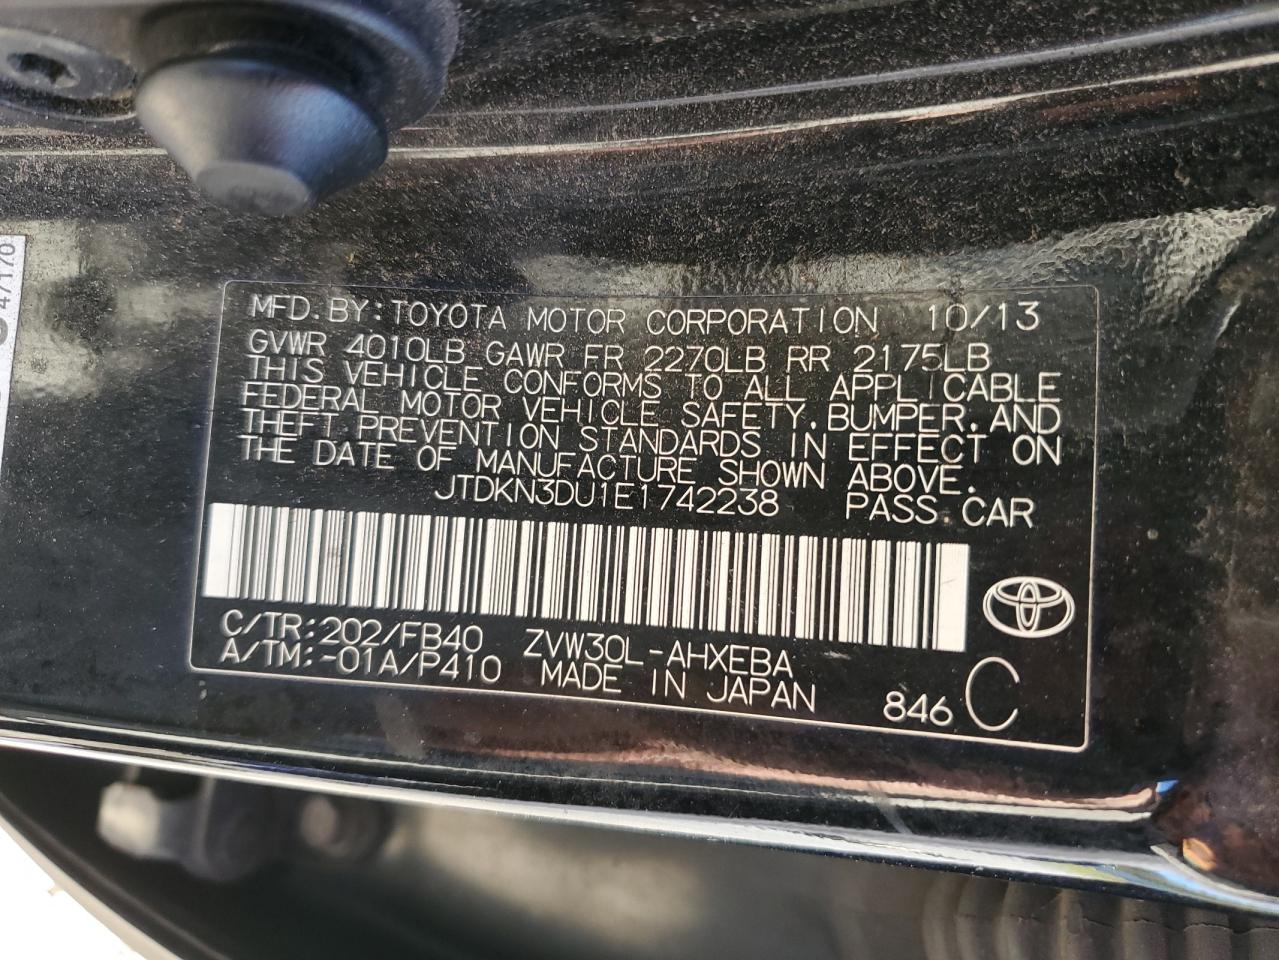 MFD. BY: TOYOTA MOTOR CORPORATION 10/13
GVWR 4010LB GAWR FR 2270LB RR 2175LB
THIS VEHICLE CONFORMS TO ALL APPLICABLE
FEDERAL MOTOR VEHICLE SAFETY, BUMPER, AND
THEFT PREVENTION STANDARDS IN EFFECT ON
THE DATE OF MANUFACTURE SHOWN ABOVE.
JTDKN3DU1E1742238 PASS. CAR
C/TR: 202/FB40 ZVW30L-AHXEBA
A/TM: -01A/P410 MADE IN JAPAN 846 C
47170